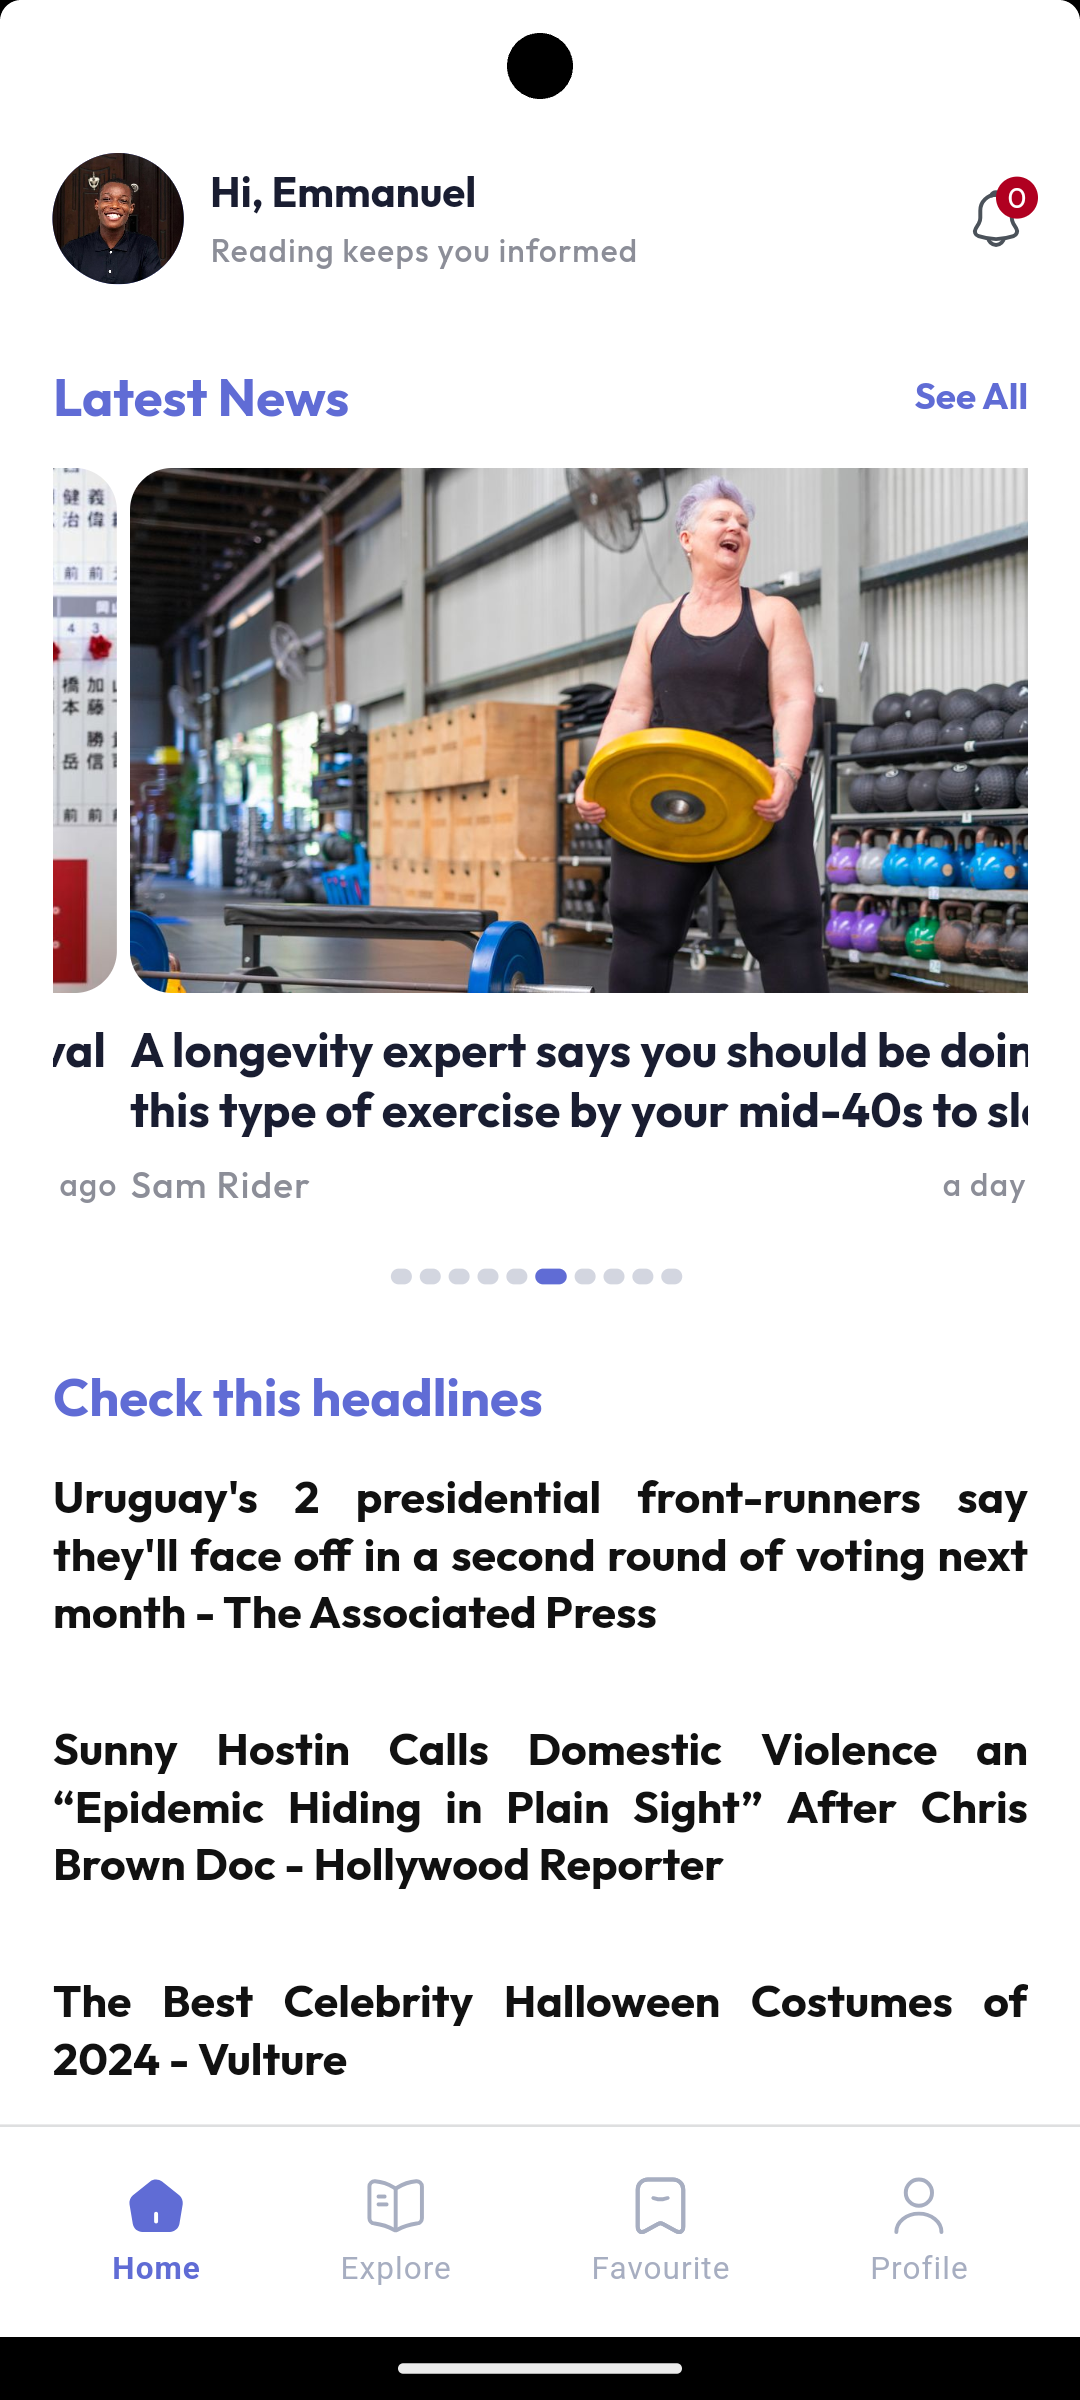 Hi, Emmanuel
Reading keeps you informed
0
Latest News
See All
健 義
治 偉
前 前
岡山
4 3
橋 加
本 藤
勝
岳 信
前 前
val
A longevity expert says you should be doin
this type of exercise by your mid-40s to slo
ago
Sam Rider
a day
Check this headlines
Uruguay's 2 presidential front-runners say
they'll face off in a second round of voting next
month - The Associated Press
Sunny Hostin Calls Domestic Violence an
“Epidemic Hiding in Plain Sight” After Chris
Brown Doc - Hollywood Reporter
The Best Celebrity Halloween Costumes of
2024 - Vulture
Home
Explore
Favourite
Profile